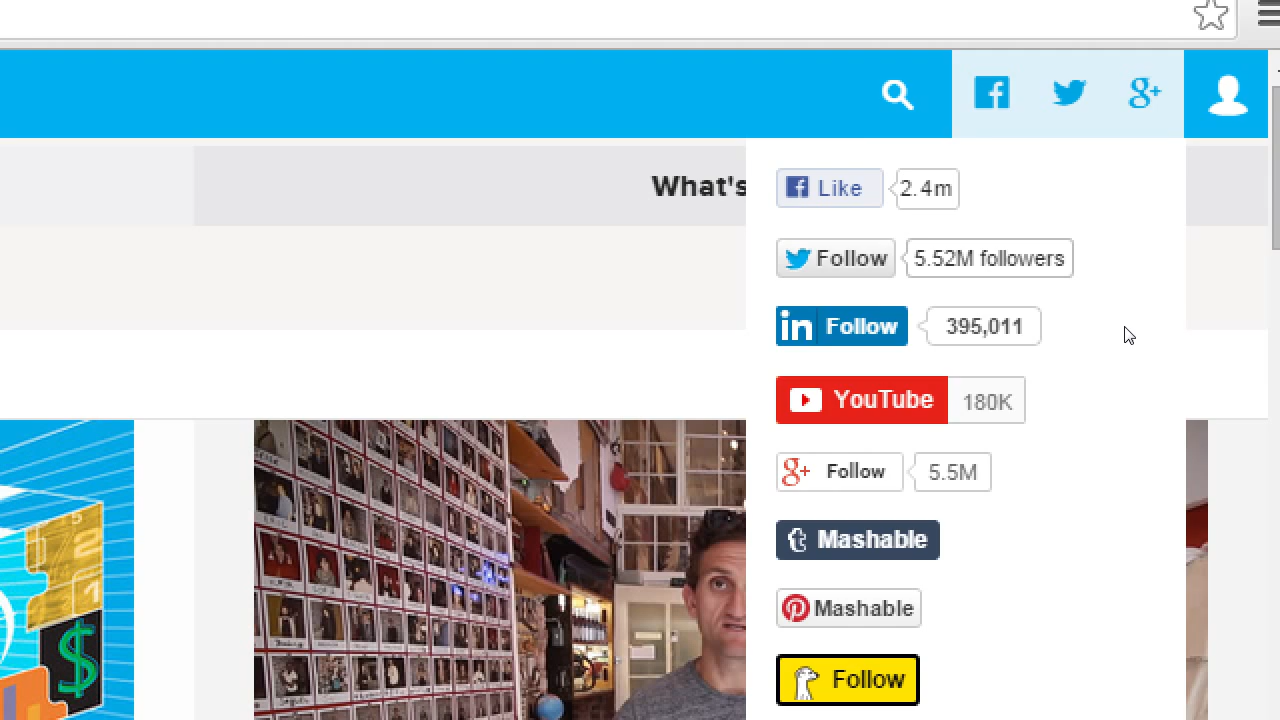 What's
Like 2.4m
Follow 5.52M followers
in Follow 395,011
YouTube 180K
g+ Follow 5.5M
t Mashable
Mashable
Follow
$